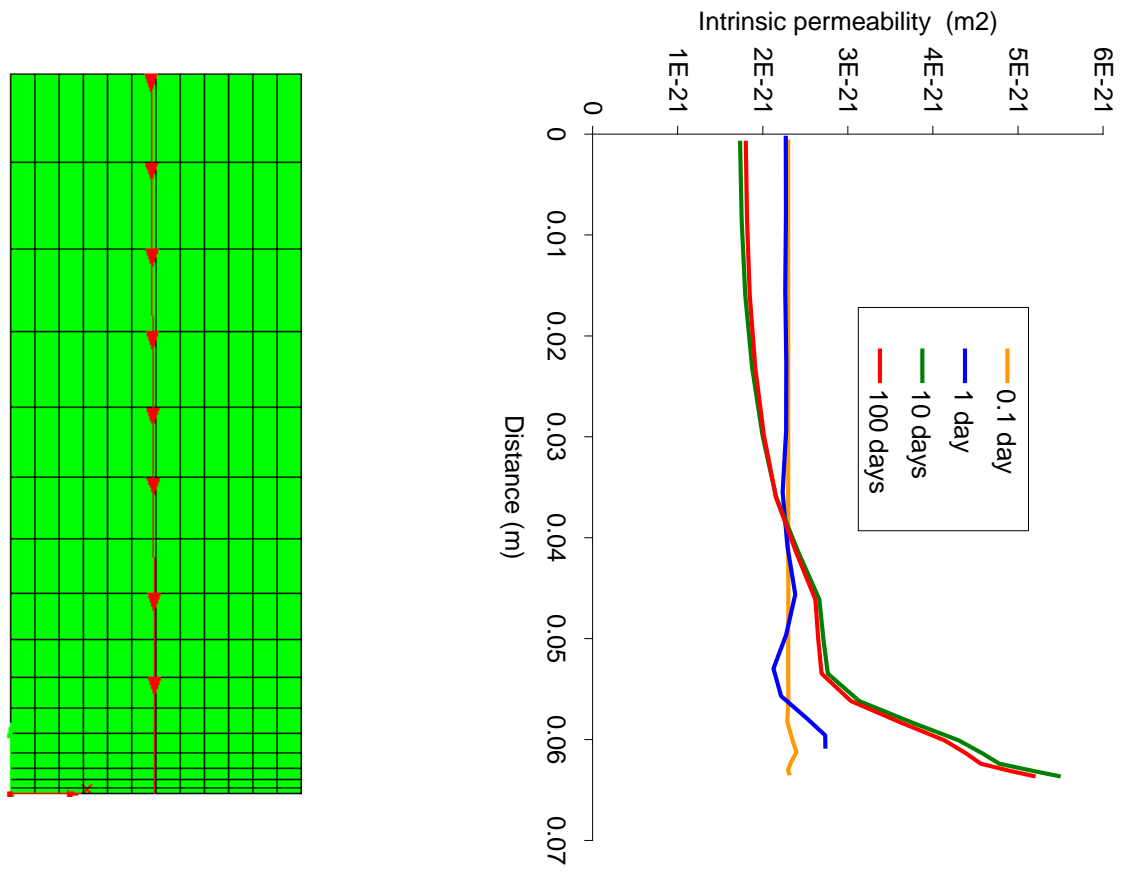 Intrinsic permeability (m2)
6E-21
5E-21
4E-21
3E-21
2E-21
1E-21
0
0
0.01
0.02
0.03
0.04
0.05
0.06
0.07
Distance (m)
0.1 day
1 day
10 days
100 days
X